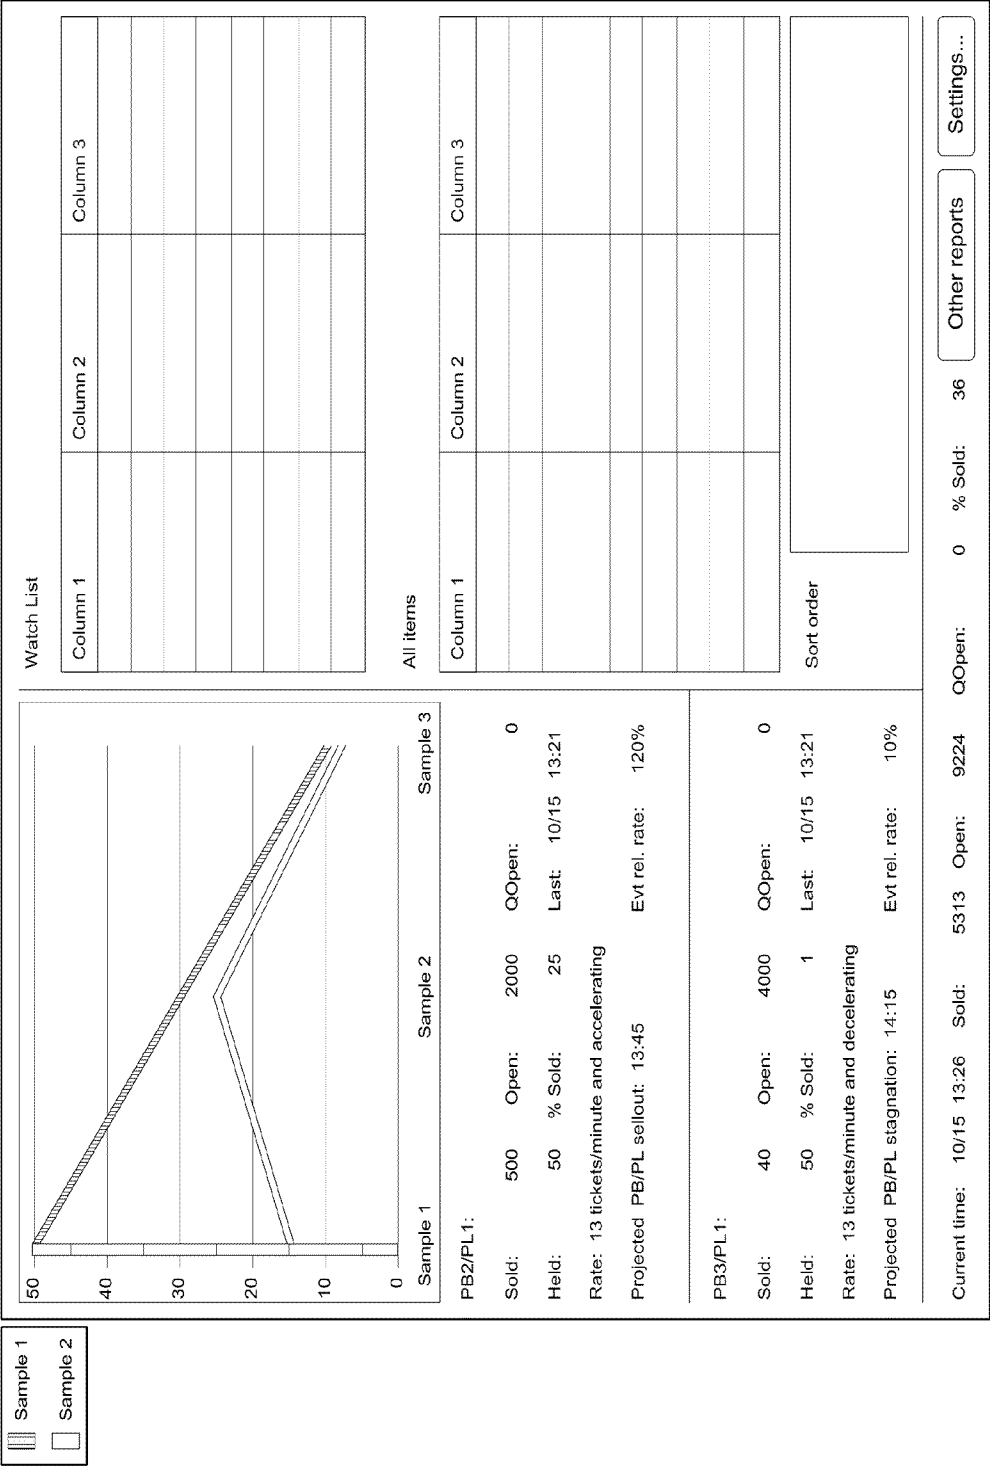 Sample 1
Sample 2
50
40
30
20
10
0
Sample 1 Sample 2 Sample 3
PB2/PL1:
Sold: 500 Open: 2000 QOpen: 0
Held: 50 % Sold: 25 Last: 10/15 13:21
Rate: 13 tickets/minute and accelerating
Projected PB/PL sellout: 13:45 Evt rel. rate: 120%
PB3/PL1:
Sold: 40 Open: 4000 QOpen: 0
Held: 50 % Sold: 1 Last: 10/15 13:21
Rate: 13 tickets/minute and decelerating
Projected PB/PL stagnation: 14:15 Evt rel. rate: 10%
Watch List
Column 1 Column 2 Column 3
All items
Column 1 Column 2 Column 3
Sort order
Current time: 10/15 13:26 Sold: 5313 Open: 9224 QOpen: 0 % Sold: 36 Other reports Settings...